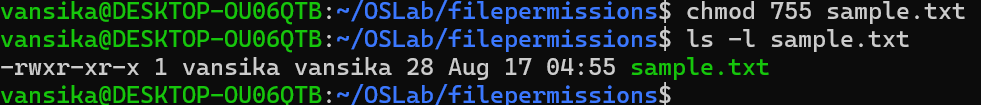 vansika@DESKTOP-OU06QTB:~/OSLab/filepermissions$ chmod 755 sample.txt
vansika@DESKTOP-OU06QTB:~/OSLab/filepermissions$ ls -l sample.txt
-rwxr-xr-x 1 vansika vansika 28 Aug 17 04:55 sample.txt
vansika@DESKTOP-OU06QTB:~/OSLab/filepermissions$